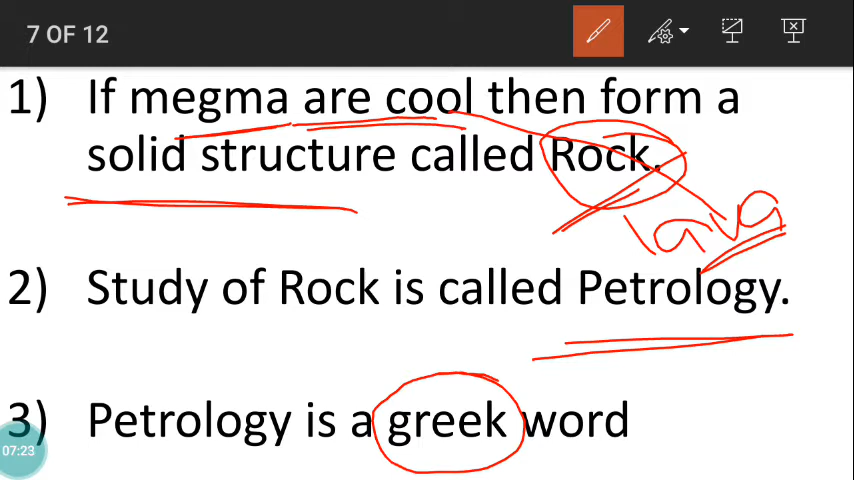 7 OF 12
1) If megma are cool then form a
solid structure called Rock.
lava
2) Study of Rock is called Petrology.
3) Petrology is a greek word
07:23